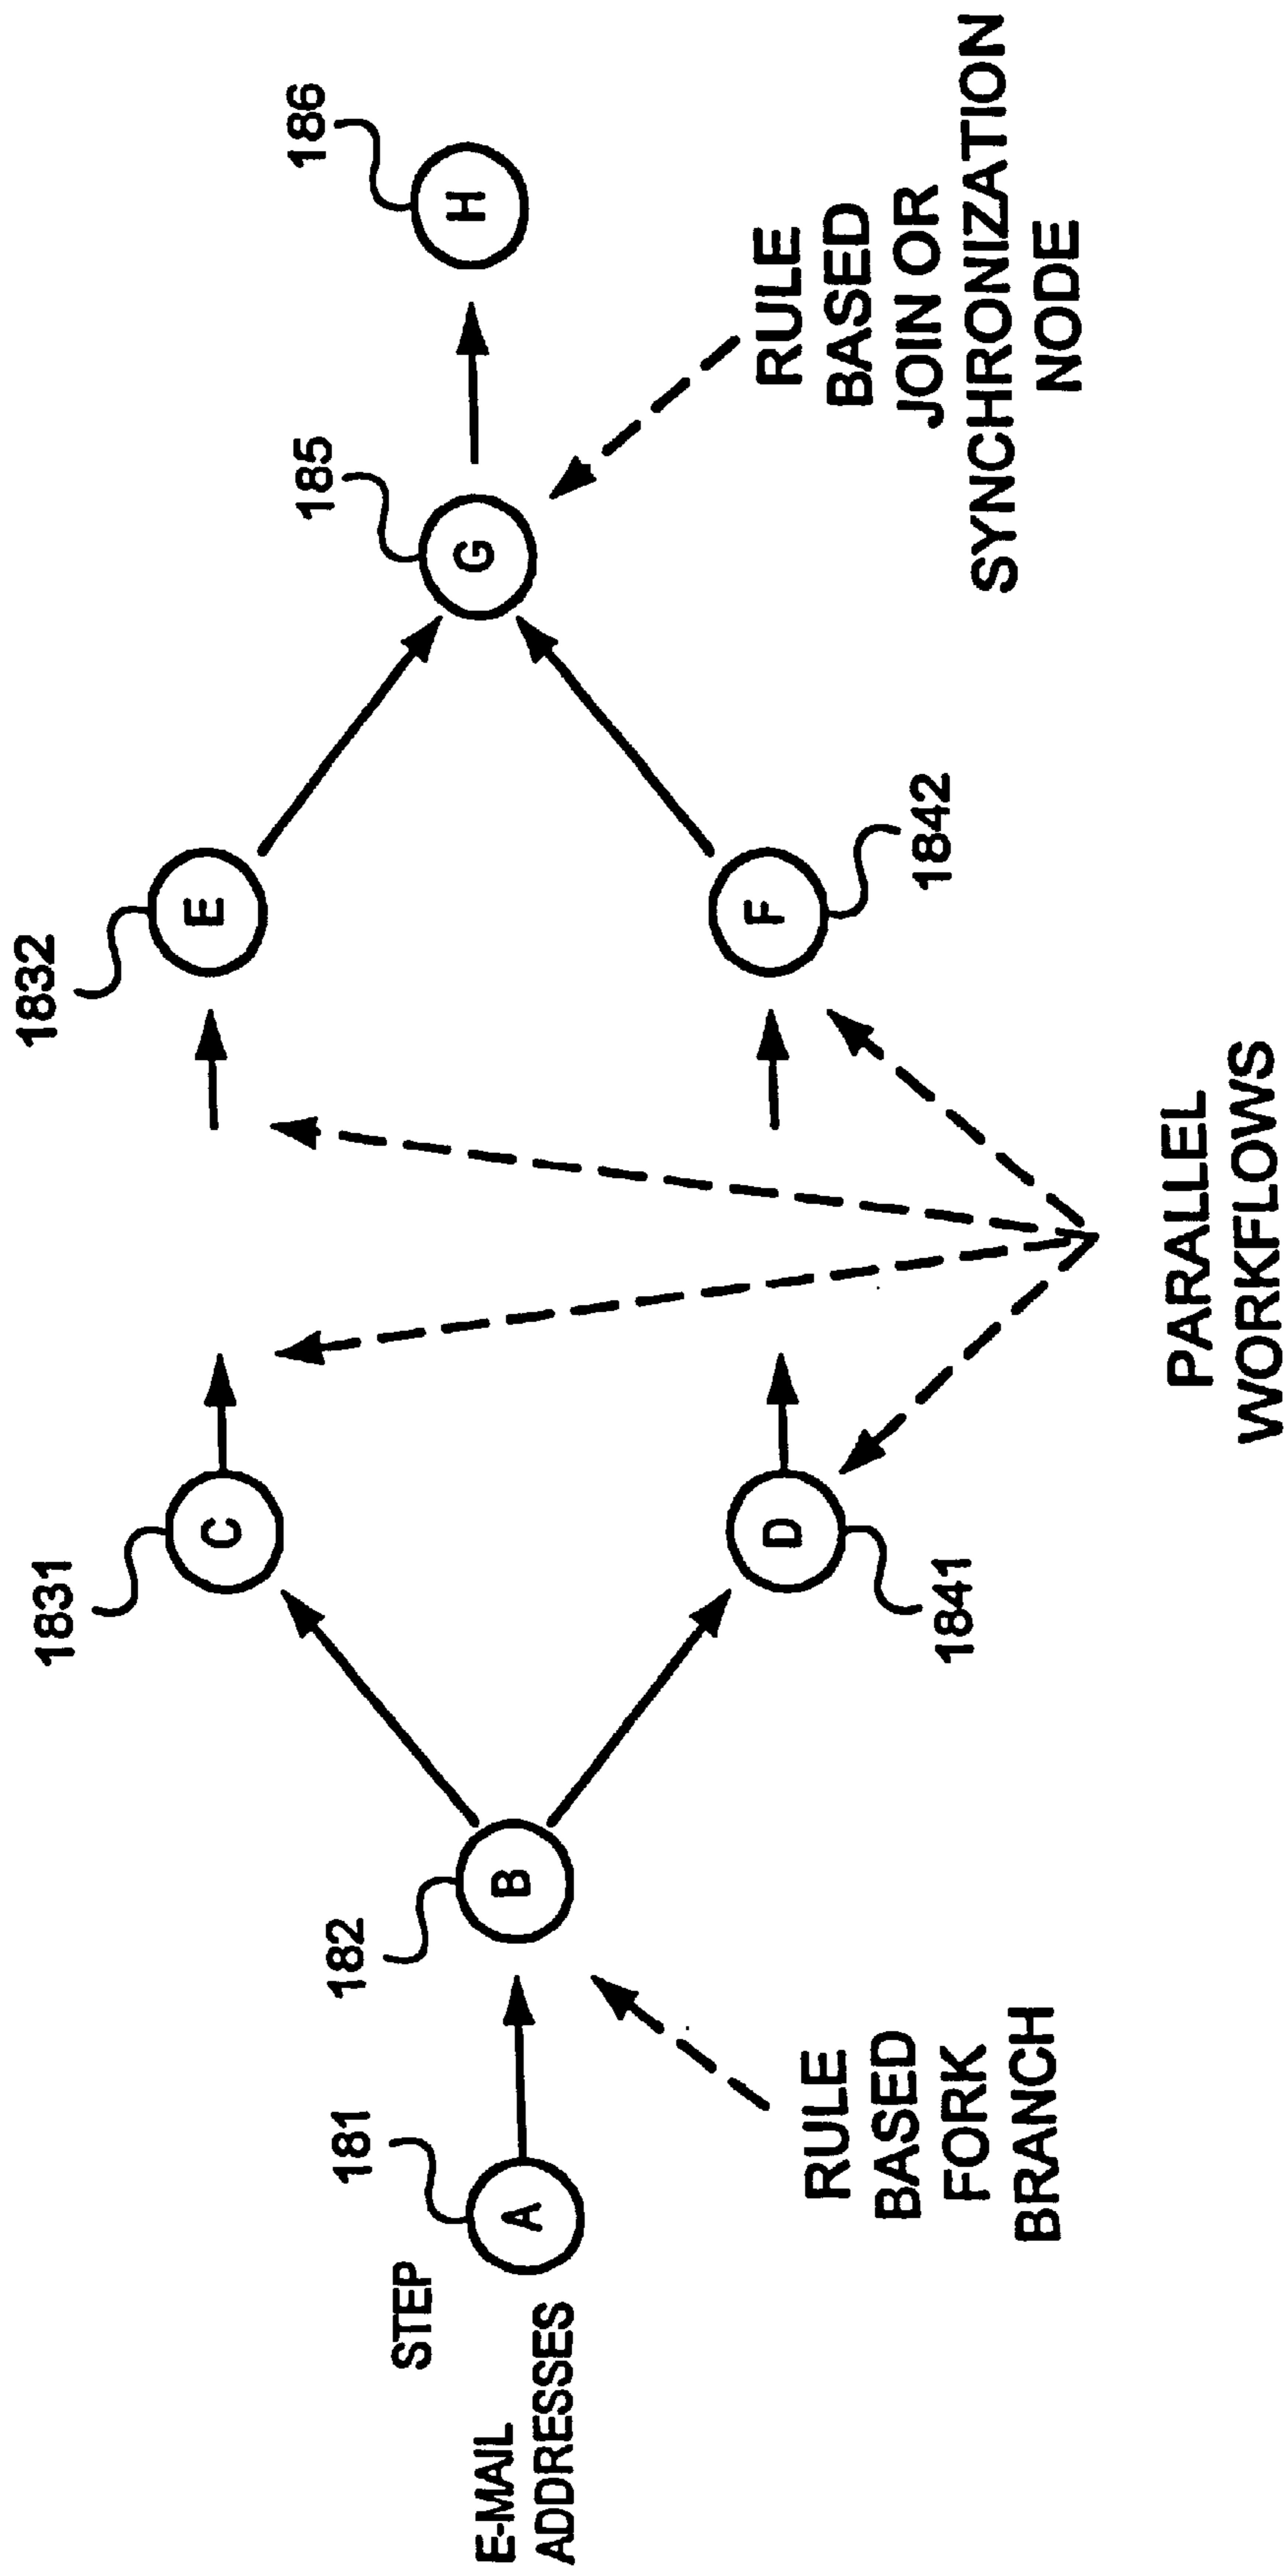 STEP
E-MAIL
ADDRESSES
181
A
182
B
RULE
BASED
FORK
BRANCH
1831
C
1841
D
PARALLEL
WORKFLOWS
1832
E
1842
F
185
G
RULE
BASED
JOIN OR
SYNCHRONIZATION
NODE
186
H